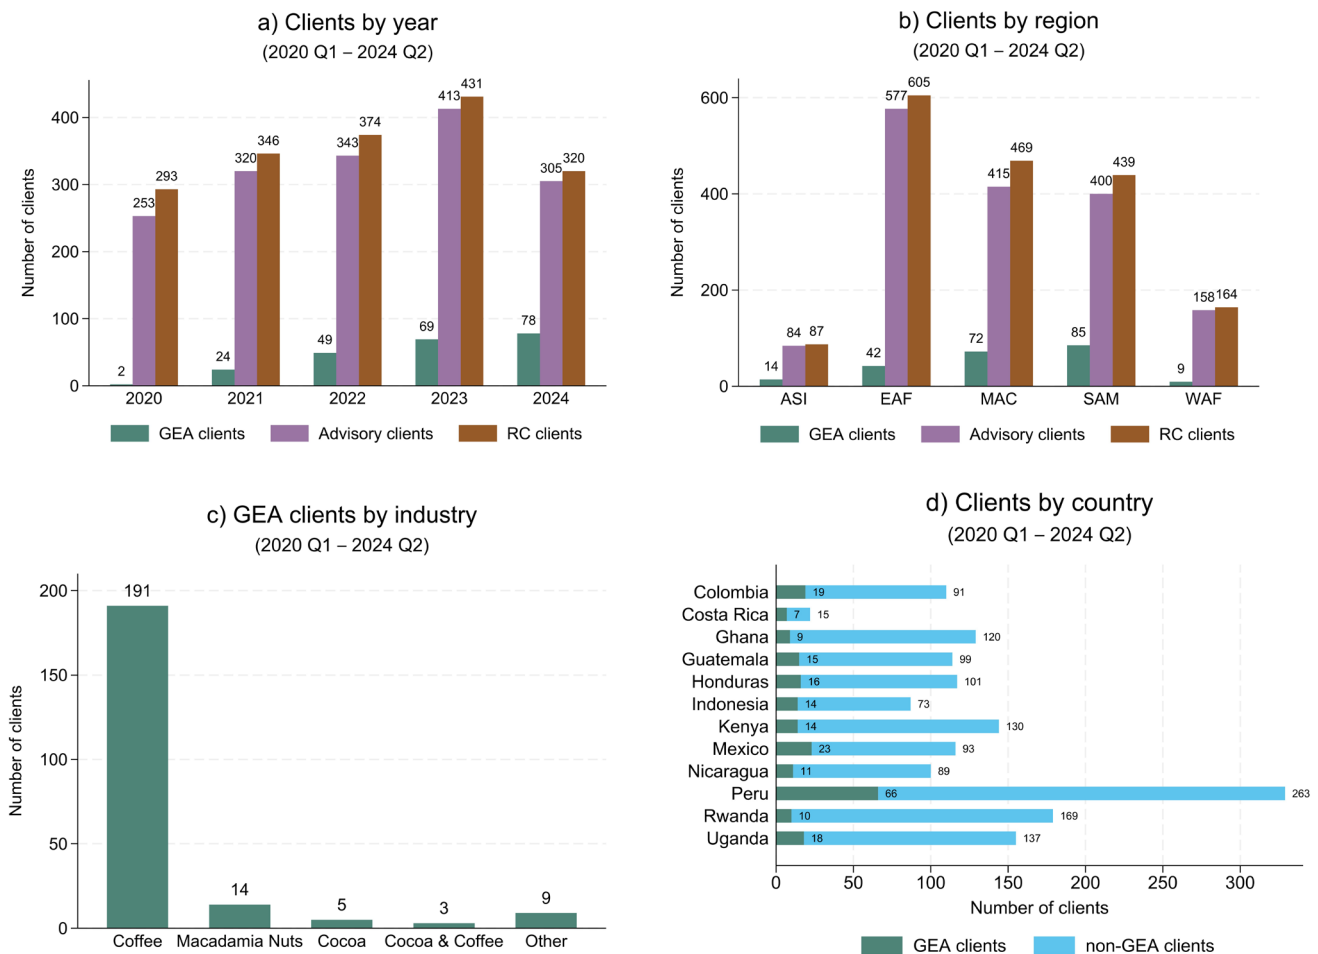 a) Clients by year
(2020 Q1 – 2024 Q2)
Number of clients
400
300
200
100
0
2 253 293
24 320 346
49 343 374
69 413 431
78 305 320
2020 2021 2022 2023 2024
GEA clients Advisory clients RC clients
b) Clients by region
(2020 Q1 – 2024 Q2)
Number of clients
600
400
200
0
14 84 87
42 577 605
72 415 469
85 400 439
9 158 164
ASI EAF MAC SAM WAF
GEA clients Advisory clients RC clients
c) GEA clients by industry
(2020 Q1 – 2024 Q2)
Number of clients
200
150
100
50
0
191 14 5 3 9
Coffee Macadamia Nuts Cocoa Cocoa & Coffee Other
d) Clients by country
(2020 Q1 – 2024 Q2)
Colombia 19 91
Costa Rica 7 15
Ghana 9 120
Guatemala 15 99
Honduras 16 101
Indonesia 14 73
Kenya 14 130
Mexico 23 93
Nicaragua 11 89
Peru 66 263
Rwanda 10 169
Uganda 18 137
0 50 100 150 200 250 300
Number of clients
GEA clients non-GEA clients